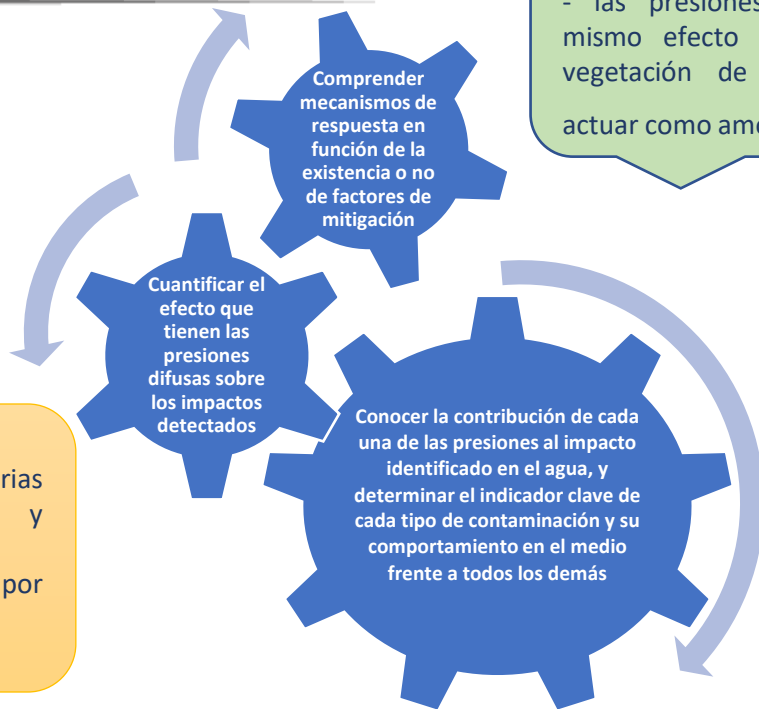 - las presiones
mismo efecto
vegetación de
actuar como
Comprender
mecanismos de
respuesta en
función de la
existencia o no
de factores de
mitigación
Cuantificar el
efecto que
tienen las
presiones
difusas sobre
los impactos
detectados
Conocer la contribución de cada
una de las presiones al impacto
identificado en el agua, y
determinar el indicador clave de
cada tipo de contaminación y su
comportamiento en el medio
frente a todos los demás
rias
y
por